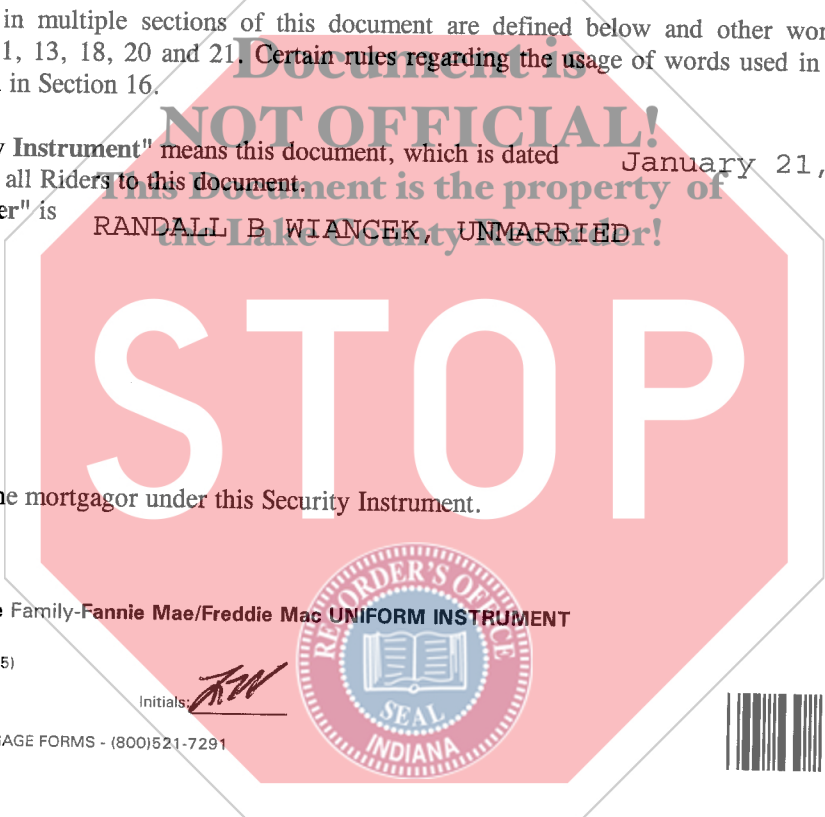 in multiple sections of this document are defined below and other wor
1, 13, 18, 20 and 21. Certain rules regarding the usage of words used in
in Section 16.
Document is
NOT OFFICIAL!
This Document is the property of
the Lake County Recorder!
Instrument" means this document, which is dated January 21,
all Riders to this document.
er" is
RANDALL B WIANCEK, UNMARRIED
STOP
he mortgagor under this Security Instrument.
e Family-Fannie Mae/Freddie Mac UNIFORM INSTRUMENT
5)
Initials:
GAGE FORMS - (800)521-7291
RECORDER'S OFFICE
SEAL
INDIANA